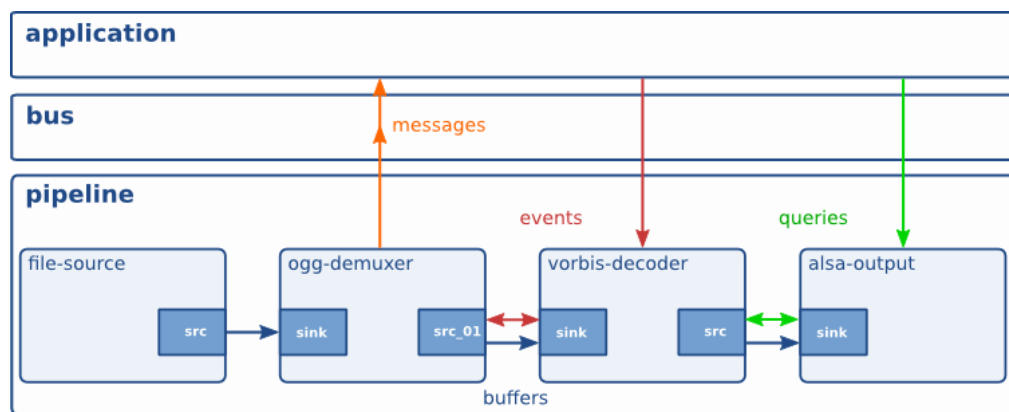 application
bus
messages
pipeline
events
queries
file-source
ogg-demuxer
vorbis-decoder
alsa-output
src
sink
src_01
sink
src
sink
buffers